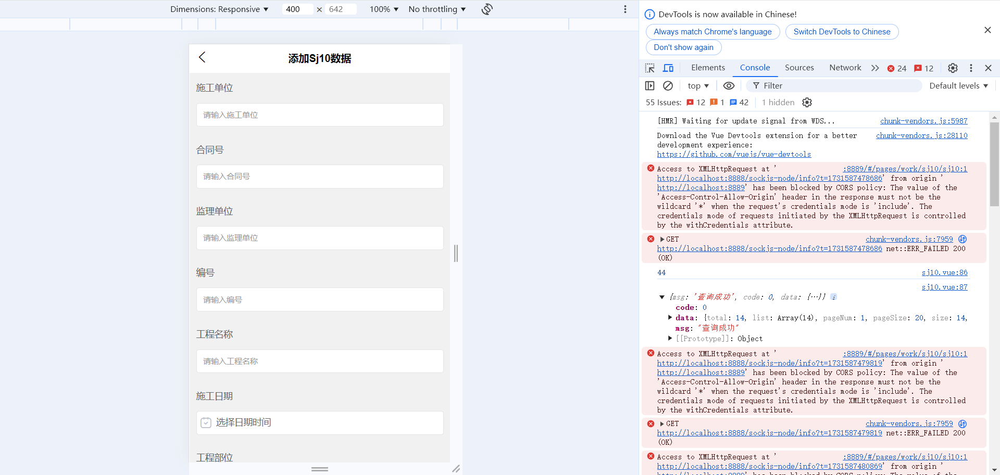 Dimensions: Responsive ▼ 400 × 642 100% ▼ No throttling ▼
添加Sj10数据
施工单位
请输入施工单位
合同号
请输入合同号
监理单位
请输入监理单位
编号
请输入编号
工程名称
请输入工程名称
施工日期
选择日期时间
工程部位
DevTools is now available in Chinese!
Always match Chrome's language
Switch DevTools to Chinese
Don't show again
Elements Console Sources Network 24 12
top ▼ Filter Default levels ▼
55 Issues: 12 1 42 1 hidden
[HMR] Waiting for update signal from WDS... chunk-vendors.js:5987
Download the Vue Devtools extension for a better chunk-vendors.js:28110
development experience:
https://github.com/vuejs/vue-devtools
Access to XMLHttpRequest at ' :8889/#/pages/work/sj10/sj10:1
http://localhost:8888/sockjs-node/info?t=1731587478686' from origin '
http://localhost:8889' has been blocked by CORS policy: The value of the
'Access-Control-Allow-Origin' header in the response must not be the
wildcard '*' when the request's credentials mode is 'include'. The
credentials mode of requests initiated by the XMLHttpRequest is controlled
by the withCredentials attribute.
▶GET chunk-vendors.js:7959
http://localhost:8888/sockjs-node/info?t=1731587478686 net::ERR_FAILED 200
(OK)
44 sj10.vue:86
sj10.vue:87
▼ {msg: '查询成功', code: 0, data: {…}} i
code: 0
▶ data: {total: 14, list: Array(14), pageNum: 1, pageSize: 20, size: 14,
msg: "查询成功"
▶ [[Prototype]]: Object
Access to XMLHttpRequest at ' :8889/#/pages/work/sj10/sj10:1
http://localhost:8888/sockjs-node/info?t=1731587479819' from origin '
http://localhost:8889' has been blocked by CORS policy: The value of the
'Access-Control-Allow-Origin' header in the response must not be the
wildcard '*' when the request's credentials mode is 'include'. The
credentials mode of requests initiated by the XMLHttpRequest is controlled
by the withCredentials attribute.
▶GET chunk-vendors.js:7959
http://localhost:8888/sockjs-node/info?t=1731587479819 net::ERR_FAILED 200
(OK)
Access to XMLHttpRequest at ' :8889/#/pages/work/sj10/sj10:1
http://localhost:8888/sockjs-node/info?t=1731587480869' from origin '
http://localhost:8889' has been blocked by CORS policy: The value of the